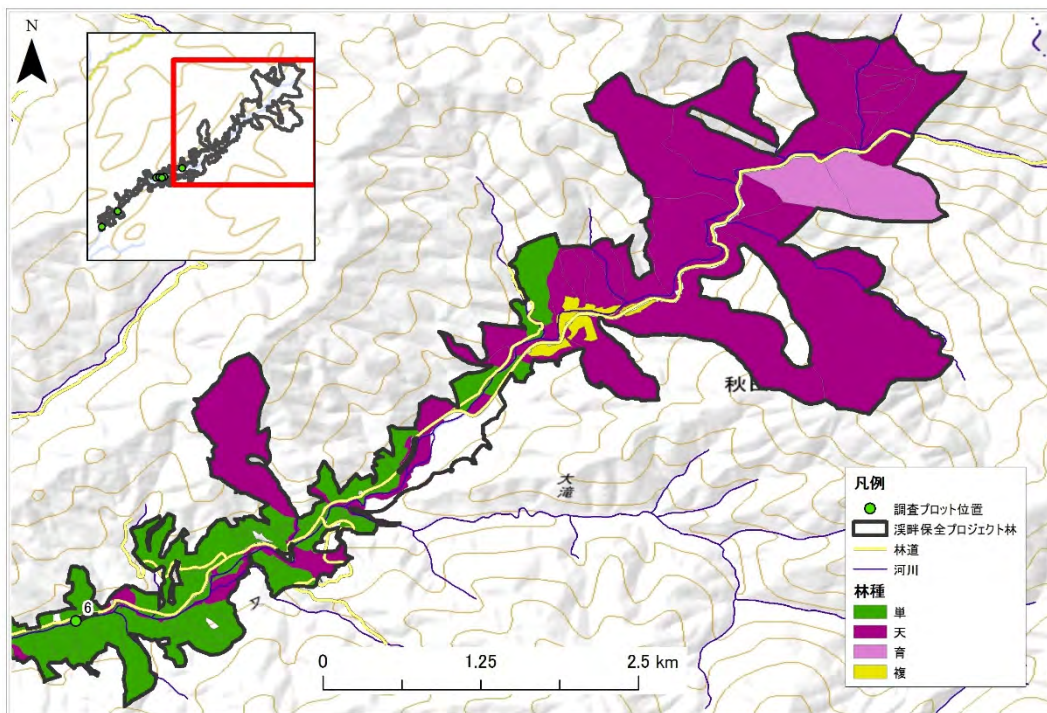 N
秋田
大滝
6
凡例
調査プロット位置
渓畔保全プロジェクト林
林道
河川
林種
単
天
育
複
0 1.25 2.5 km